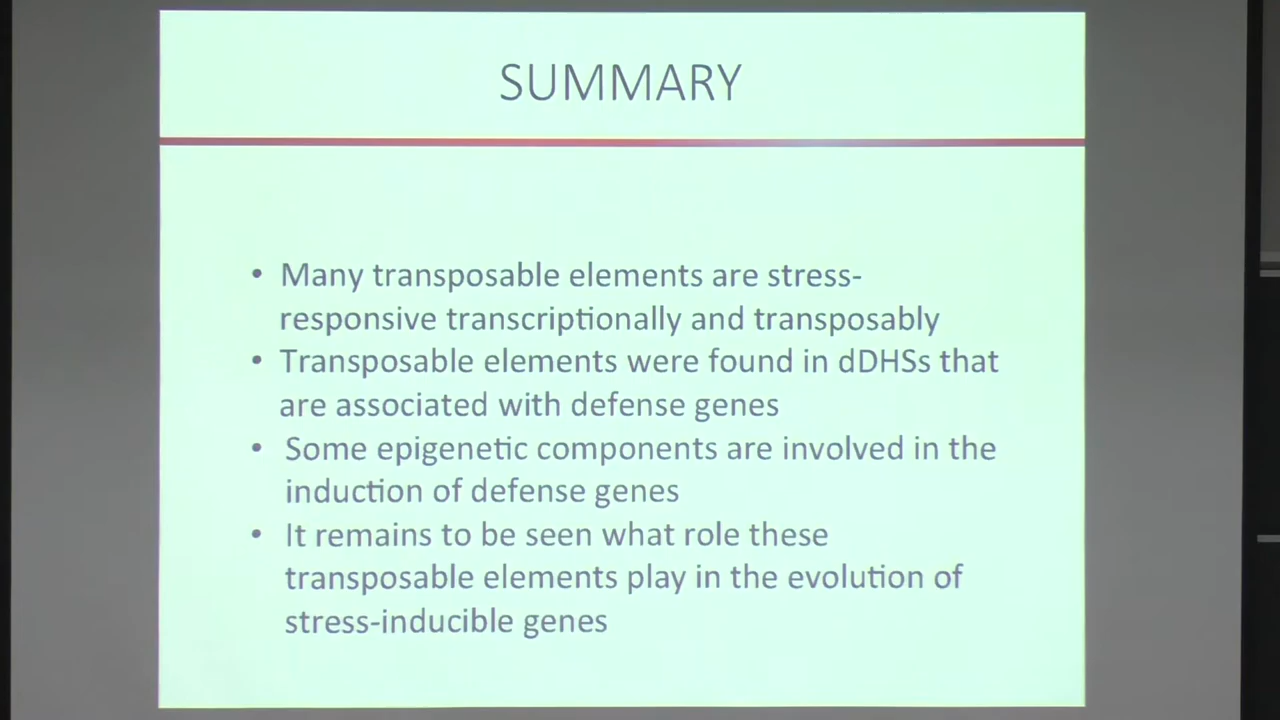 SUMMARY
• Many transposable elements are stress-
responsive transcriptionally and transposably
• Transposable elements were found in dDHSs that
are associated with defense genes
• Some epigenetic components are involved in the
induction of defense genes
• It remains to be seen what role these
transposable elements play in the evolution of
stress-inducible genes